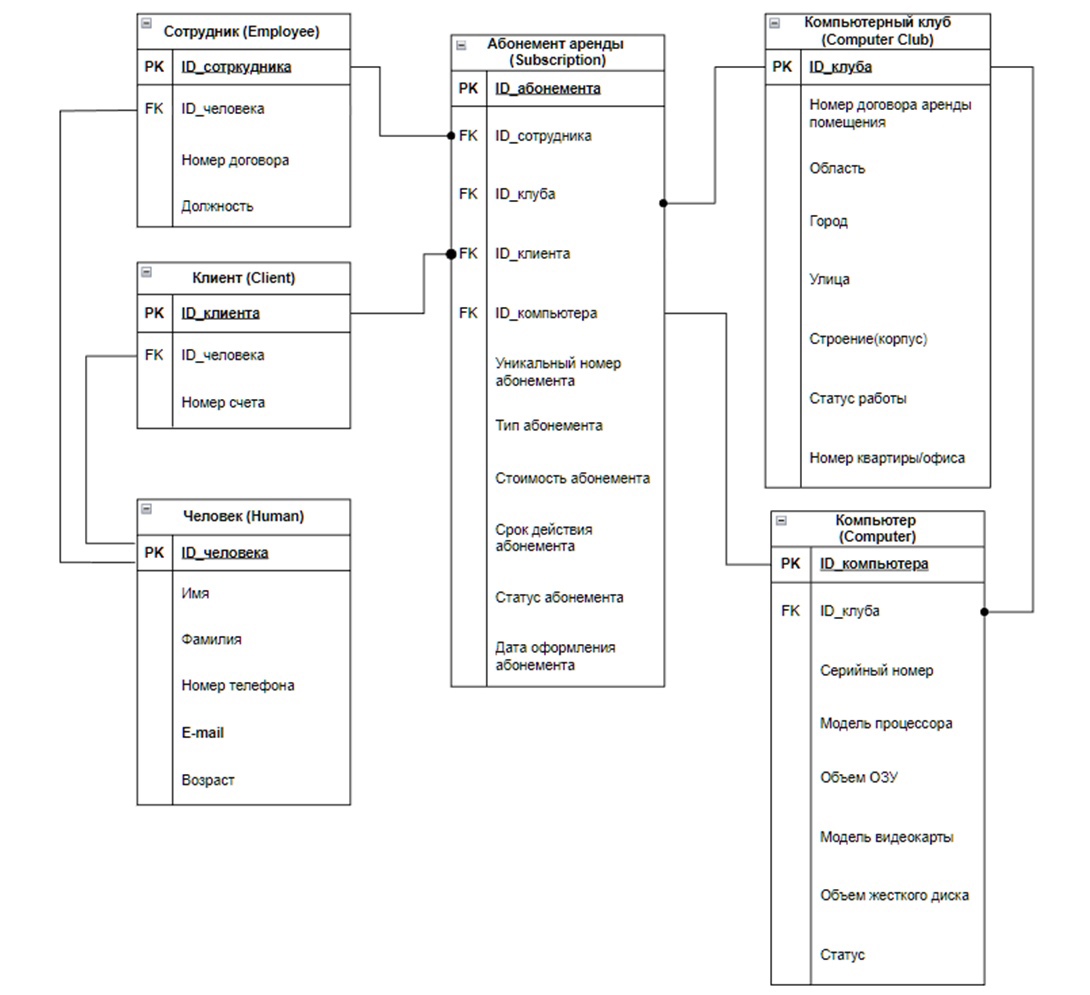 Сотрудник (Employee)
PK ID_сотркудника
FK ID_человека
Номер договора
Должность
Клиент (Client)
PK ID_клиента
FK ID_человека
Номер счета
Человек (Human)
PK ID_человека
Имя
Фамилия
Номер телефона
E-mail
Возраст
Абонемент аренды
(Subscription)
PK ID_абонемента
FK ID_сотрудника
FK ID_клуба
FK ID_клиента
FK ID_компьютера
Уникальный номер
абонемента
Тип абонемента
Стоимость абонемента
Срок действия
абонемента
Статус абонемента
Дата оформления
абонемента
Компьютерный клуб
(Computer Club)
PK ID_клуба
Номер договора аренды
помещения
Область
Город
Улица
Строение(корпус)
Статус работы
Номер квартиры/офиса
Компьютер
(Computer)
PK ID_компьютера
FK ID_клуба
Серийный номер
Модель процессора
Объем ОЗУ
Модель видеокарты
Объем жесткого диска
Статус